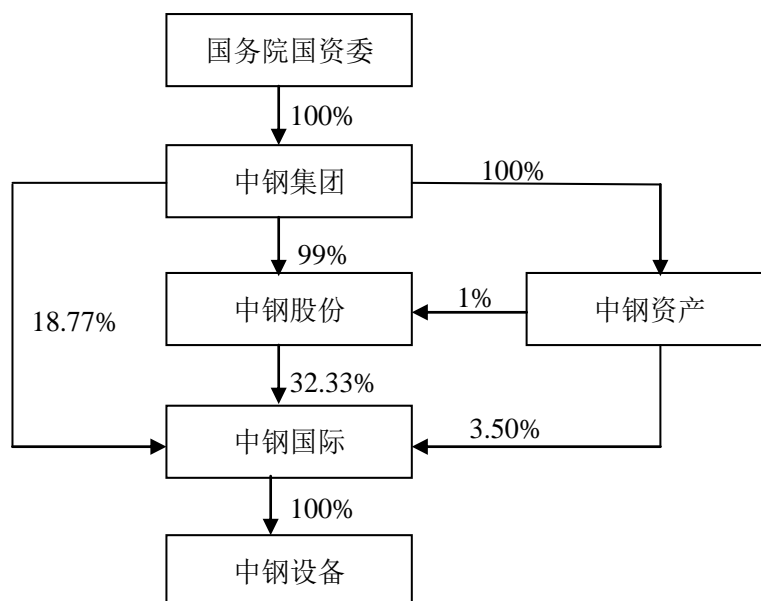 国务院国资委
100%
中钢集团
100%
99%
中钢股份
1%
中钢资产
18.77%
32.33%
中钢国际
3.50%
100%
中钢设备